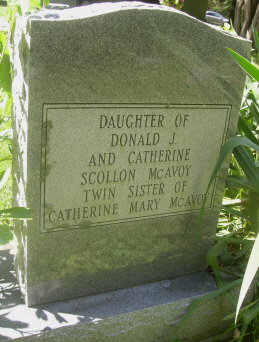 DAUGHTER OF
DONALD J.
AND CATHERINE
SCOLLON McAVOY
TWIN SISTER OF
CATHERINE MARY McAVOY